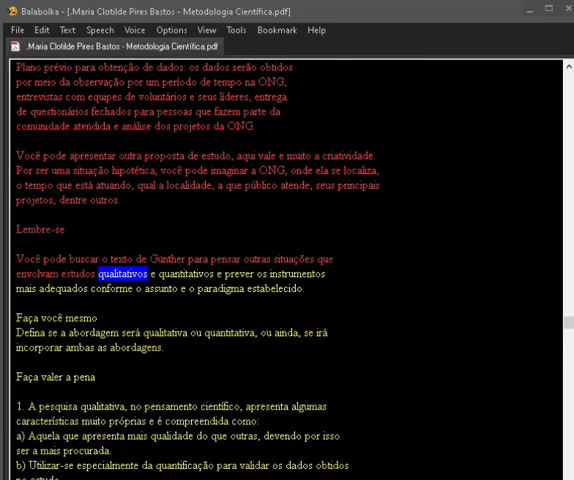 Balabolka - [.Maria Clotilde Pires Bastos - Metodologia Científica.pdf]
File Edit Text Speech Voice Options View Tools Bookmark Help
.Maria Clotilde Pires Bastos - Metodologia Científica.pdf
Plano prévio para obtenção de dados: os dados serão obtidos
por meio da observação por um período de tempo na ONG,
entrevistas com equipes de voluntários e seus líderes, entrega
de questionários fechados para pessoas que fazem parte da
comunidade atendida e análise dos projetos da ONG.
Você pode apresentar outra proposta de estudo, aqui vale e muito a criatividade.
Por ser uma situação hipotética, você pode imaginar a ONG, onde ela se localiza,
o tempo que está atuando, qual a localidade, a que público atende, seus principais
projetos, dentre outros.
Lembre-se
Você pode buscar o texto de Günther para pensar outras situações que
envolvam estudos qualitativos e quantitativos e prever os instrumentos
mais adequados conforme o assunto e o paradigma estabelecido.
Faça você mesmo
Defina se a abordagem será qualitativa ou quantitativa, ou ainda, se irá
incorporar ambas as abordagens.
Faça valer a pena
1. A pesquisa qualitativa, no pensamento científico, apresenta algumas
características muito próprias e é compreendida como:
a) Aquela que apresenta mais qualidade do que outras, devendo por isso
ser a mais procurada.
b) Utilizar-se especialmente da quantificação para validar os dados obtidos